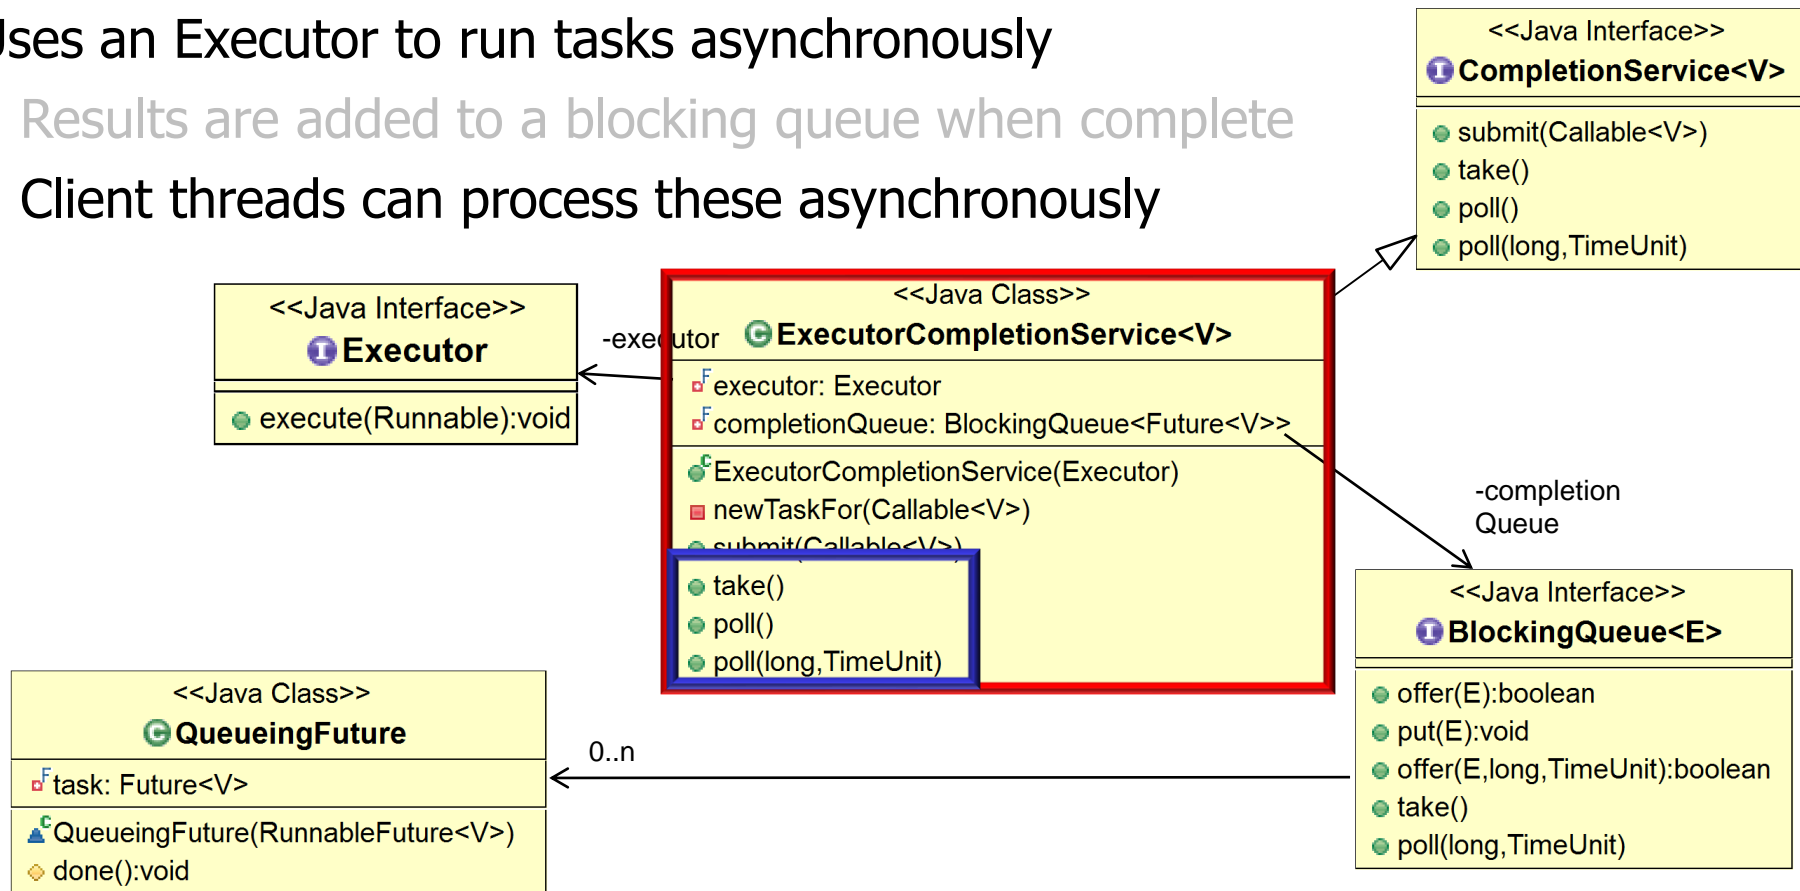 Uses an Executor to run tasks asynchronously
Results are added to a blocking queue when complete
Client threads can process these asynchronously
<<Java Interface>>
CompletionService<V>
submit(Callable<V>)
take()
poll()
poll(long,TimeUnit)
<<Java Interface>>
Executor
execute(Runnable):void
-executor
<<Java Class>>
ExecutorCompletionService<V>
executor: Executor
completionQueue: BlockingQueue<Future<V>>
ExecutorCompletionService(Executor)
newTaskFor(Callable<V>)
submit(Callable<V>)
take()
poll()
poll(long,TimeUnit)
-completion
Queue
<<Java Interface>>
BlockingQueue<E>
offer(E):boolean
put(E):void
offer(E,long,TimeUnit):boolean
take()
poll(long,TimeUnit)
0..n
<<Java Class>>
QueueingFuture
task: Future<V>
QueueingFuture(RunnableFuture<V>)
done():void